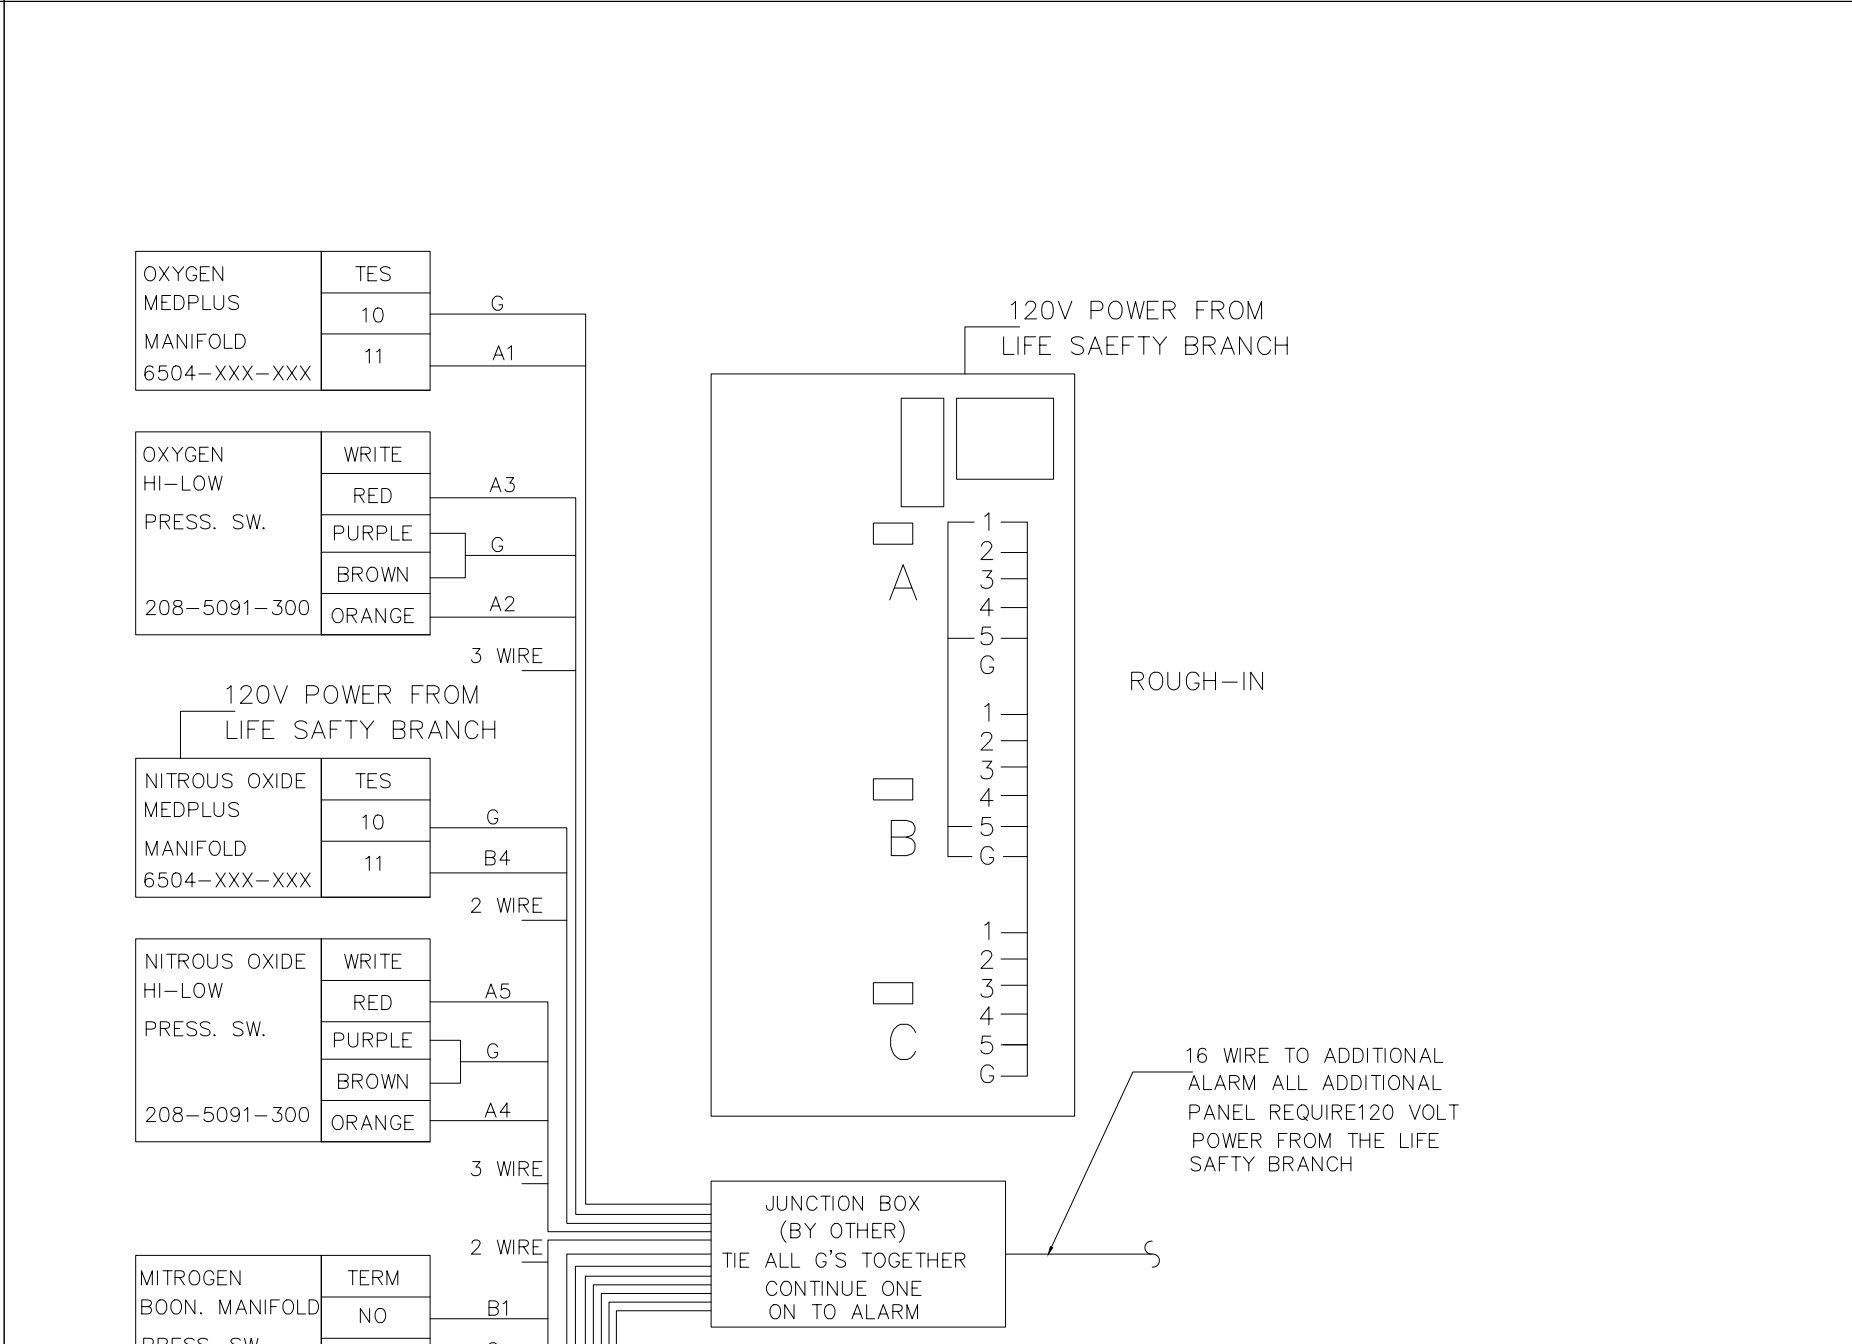 OXYGEN
MEDPLUS
MANIFOLD
6504-XXX-XXX
TES
10
11
G
A1
OXYGEN
HI-LOW
PRESS. SW.
208-5091-300
WRITE
RED
PURPLE
BROWN
ORANGE
A3
G
A2
3 WIRE
120V POWER FROM
LIFE SAFTY BRANCH
NITROUS OXIDE
MEDPLUS
MANIFOLD
6504-XXX-XXX
TES
10
11
G
B4
2 WIRE
NITROUS OXIDE
HI-LOW
PRESS. SW.
208-5091-300
WRITE
RED
PURPLE
BROWN
ORANGE
A5
G
A4
3 WIRE
2 WIRE
MITROGEN
BOON. MANIFOLD
PRESS. SW.
TERM
NO
B1
120V POWER FROM
LIFE SAEFTY BRANCH
A
1
2
3
4
5
G
B
1
2
3
4
5
G
C
1
2
3
4
5
G
ROUGH-IN
16 WIRE TO ADDITIONAL
ALARM ALL ADDITIONAL
PANEL REQUIRE120 VOLT
POWER FROM THE LIFE
SAFTY BRANCH
JUNCTION BOX
(BY OTHER)
TIE ALL G'S TOGETHER
CONTINUE ONE
ON TO ALARM